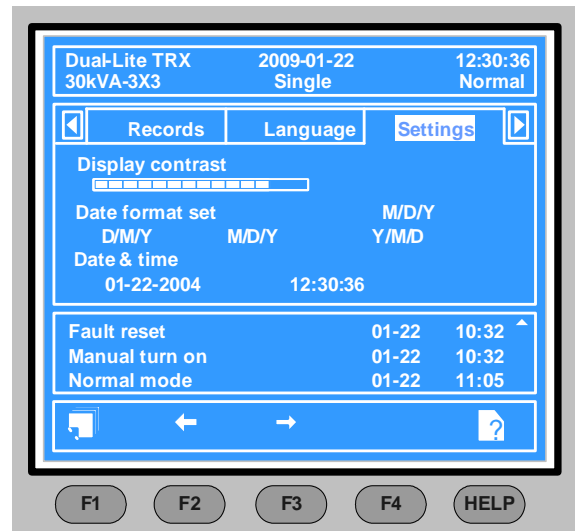 Dual-Lite TRX 2009-01-22 12:30:36
30kVA-3X3 Single Normal
Records Language Settings
Display contrast
Date format set M/D/Y
D/M/Y M/D/Y Y/M/D
Date & time
01-22-2004 12:30:36
Fault reset 01-22 10:32
Manual turn on 01-22 10:32
Normal mode 01-22 11:05
?
F1 F2 F3 F4 HELP